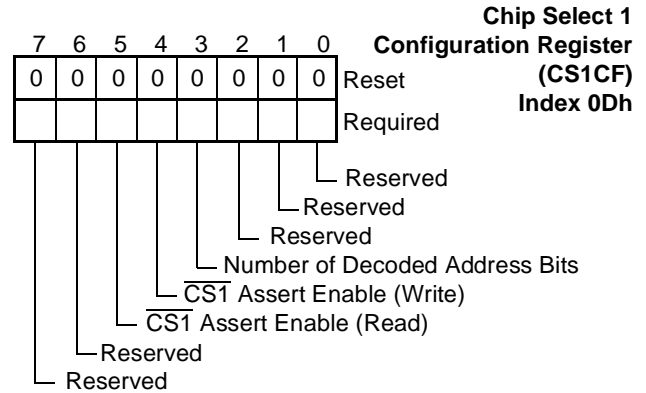 Chip Select 1
Configuration Register
(CS1CF)
Index 0Dh
7 6 5 4 3 2 1 0
0 0 0 0 0 0 0 0 Reset
Required
Reserved
Reserved
Reserved
Number of Decoded Address Bits
CS1 Assert Enable (Write)
CS1 Assert Enable (Read)
Reserved
Reserved